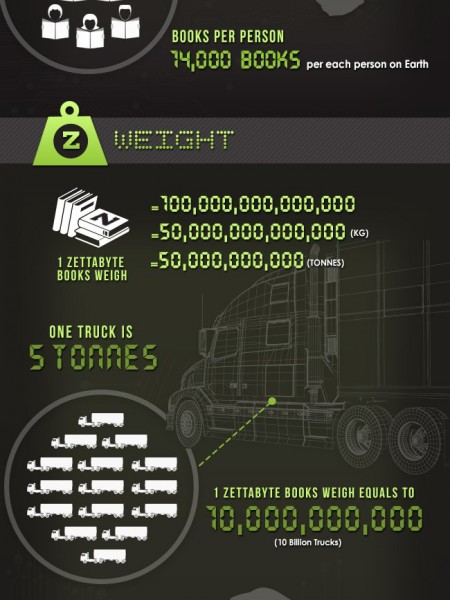 BOOKS PER PERSON
74,000 BOOKS per each person on Earth
Z WEIGHT
=100,000,000,000,000
=50,000,000,000,000 (KG)
=50,000,000,000 (TONNES)
1 ZETTABYTE
BOOKS WEIGH
ONE TRUCK IS
5 TONNES
1 ZETTABYTE BOOKS WEIGH EQUALS TO
10,000,000,000
(10 Billion Trucks)